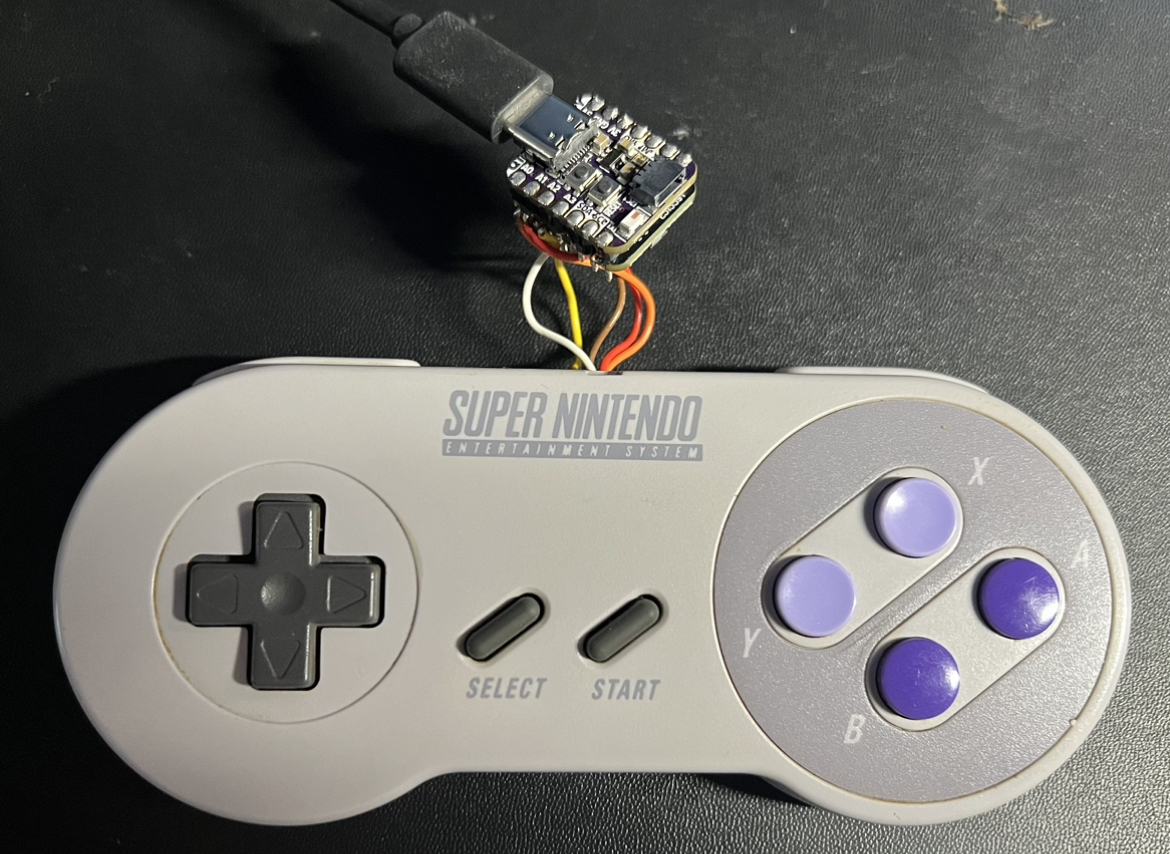 A0 A1 A2 A3 SDA SCL
SUPER NINTENDO
ENTERTAINMENT SYSTEM
X
A
Y
B
SELECT START